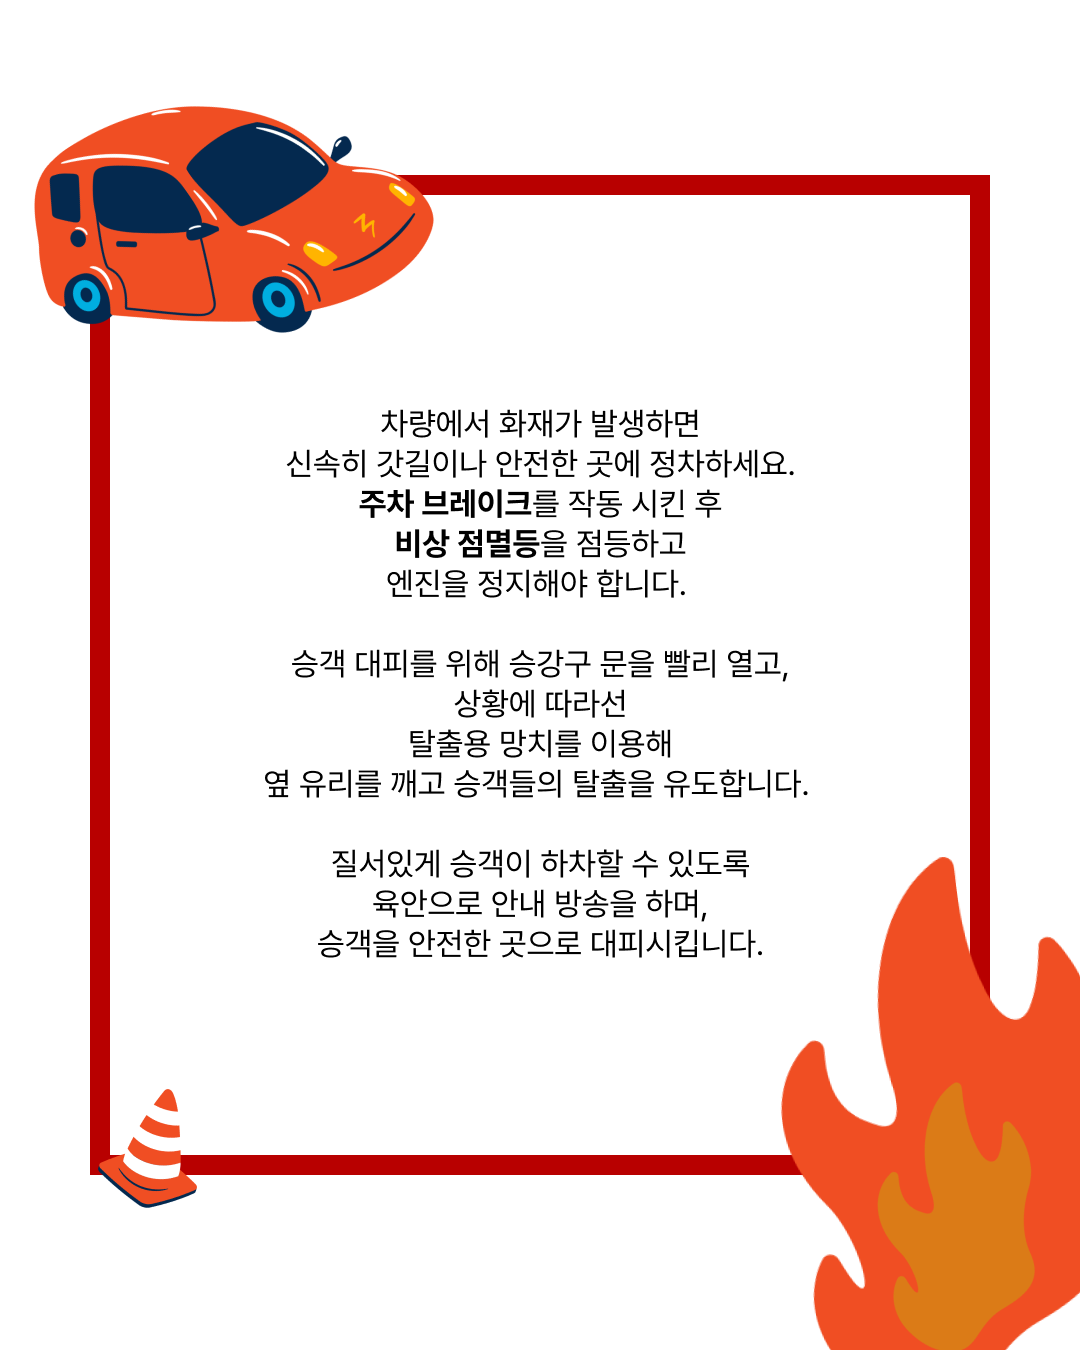 차량에서 화재가 발생하면
신속히 갓길이나 안전한 곳에 정차하세요.
주차 브레이크를 작동 시킨 후
비상 점멸등을 점등하고
엔진을 정지해야 합니다.
승객 대피를 위해 승강구 문을 빨리 열고,
상황에 따라선
탈출용 망치를 이용해
옆 유리를 깨고 승객들의 탈출을 유도합니다.
질서있게 승객이 하차할 수 있도록
육안으로 안내 방송을 하며,
승객을 안전한 곳으로 대피시킵니다.